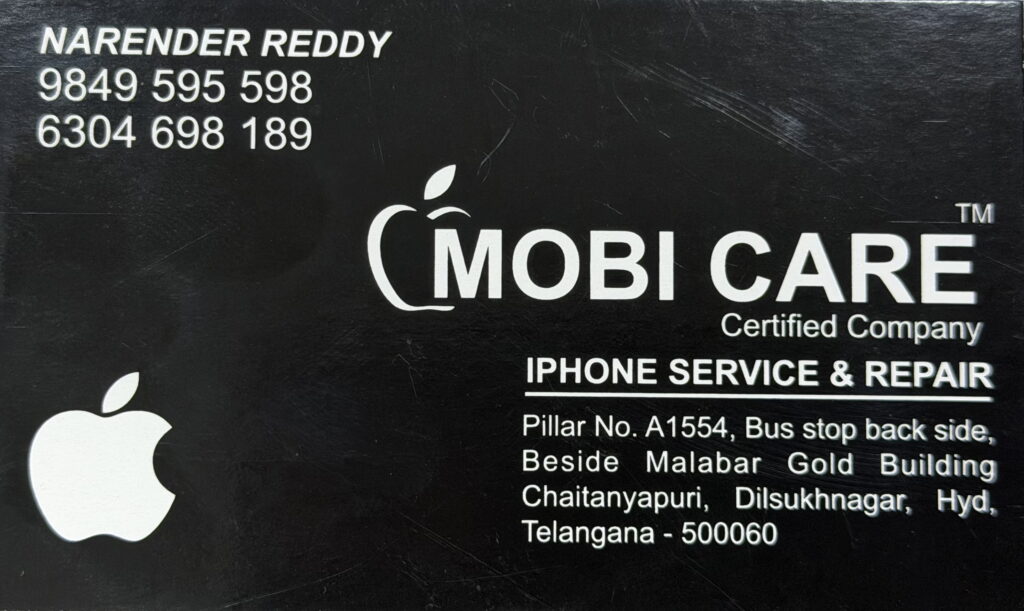 NARENDER REDDY
9849 595 598
6304 698 189
MOBI CARE™
Certified Company
IPHONE SERVICE & REPAIR
Pillar No. A1554, Bus stop back side,
Beside Malabar Gold Building
Chaitanyapuri, Dilsukhnagar, Hyd,
Telangana - 500060